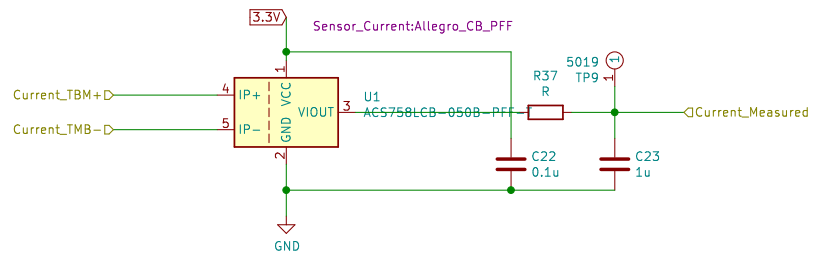 3.3V
Sensor_Current:Allegro_CB_PFF
1
5019
1
TP9
1
R37
R
U1
ACS758LCB-050B-PFF-T
Current_TBM+
4
IP+
VCC
VIOUT
3
Current_Measured
Current_TMB-
5
IP-
GND
2
C22
0.1u
C23
1u
GND